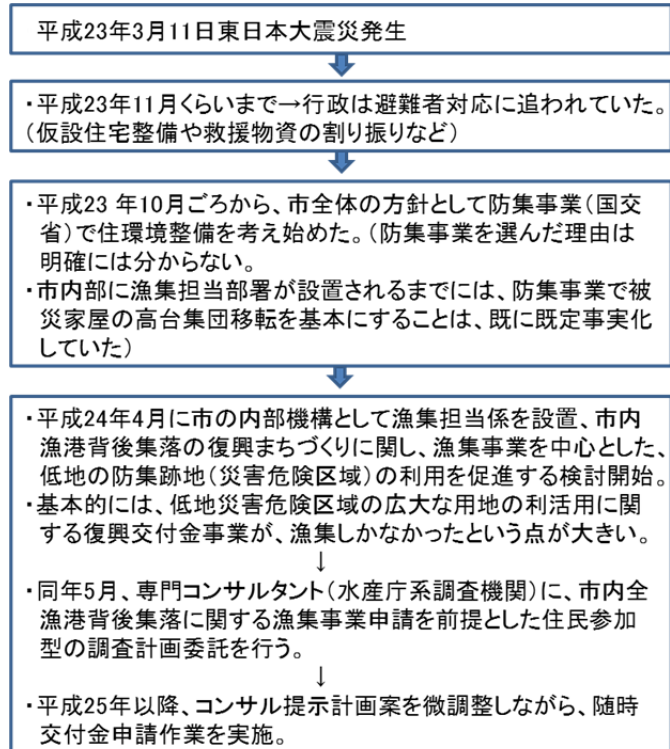 平成23年3月11日東日本大震災発生
・平成23年11月くらいまで→行政は避難者対応に追われていた。
(仮設住宅整備や救援物資の割り振りなど)
・平成23 年10月ごろから、市全体の方針として防集事業(国交
省)で住環境整備を考え始めた。(防集事業を選んだ理由は
明確には分からない。
・市内部に漁集担当部署が設置されるまでには、防集事業で被
災家屋の高台集団移転を基本にすることは、既に既定事実化
していた)
・平成24年4月に市の内部機構として漁集担当係を設置、市内
漁港背後集落の復興まちづくりに関し、漁集事業を中心とした、
低地の防集跡地(災害危険区域)の利用を促進する検討開始。
・基本的には、低地災害危険区域の広大な用地の利活用に関
する復興交付金事業が、漁集しかなかったという点が大きい。
↓
・同年5月、専門コンサルタント(水産庁系調査機関)に、市内全
漁港背後集落に関する漁集事業申請を前提とした住民参加
型の調査計画委託を行う。
↓
・平成25年以降、コンサル提示計画案を微調整しながら、随時
交付金申請作業を実施。